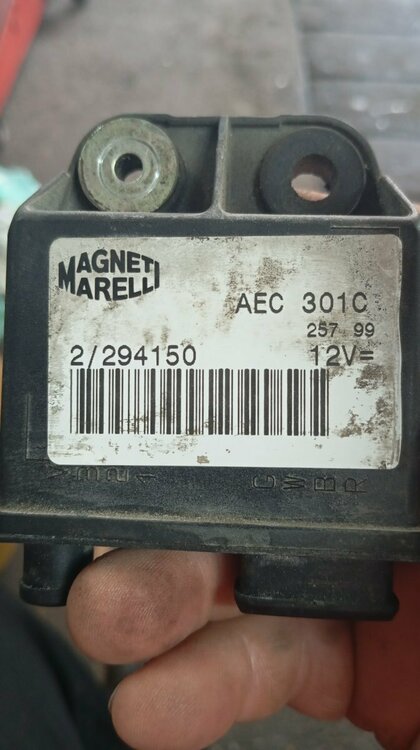 MAGNETI
MARELLI
AEC 301C
257 99
2/294150
12V=
C W B R